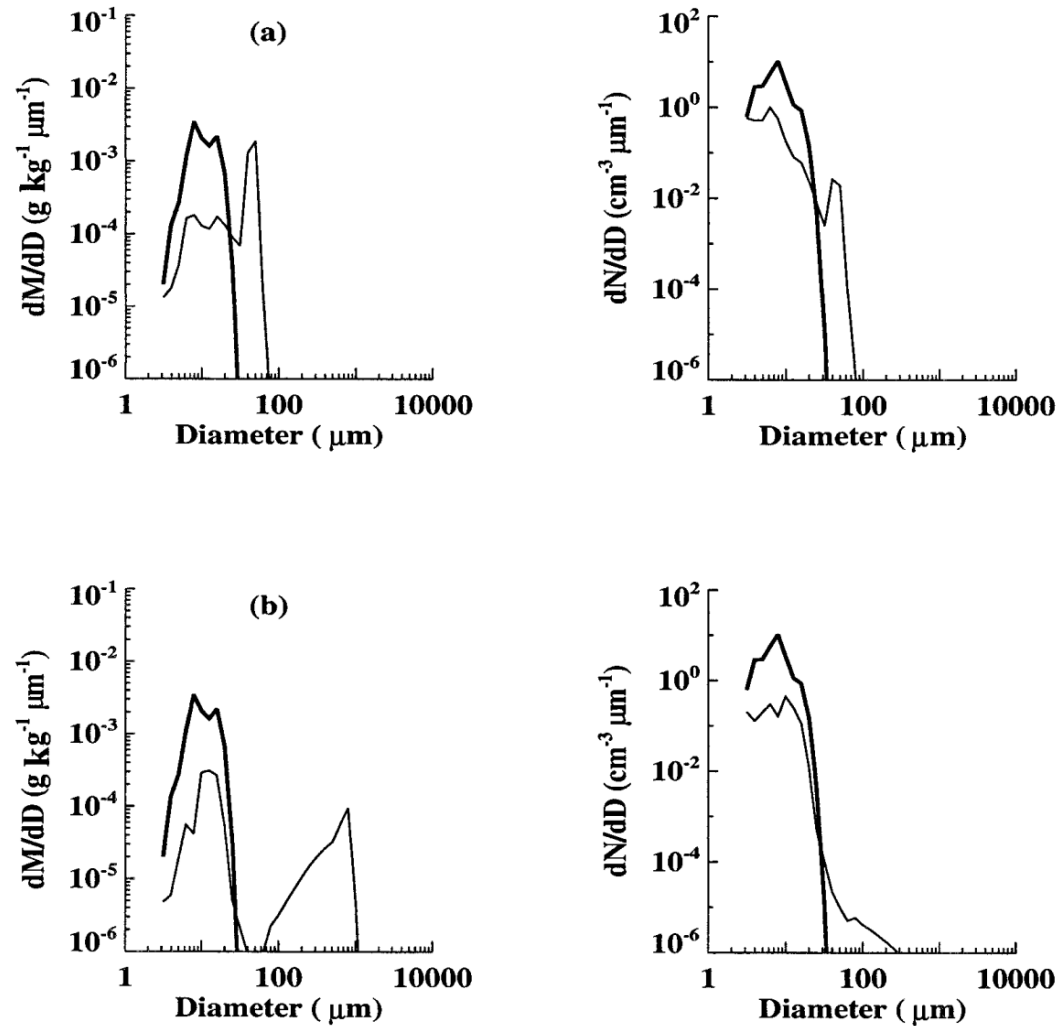 (a)
10⁻¹
10⁻²
10⁻³
10⁻⁴
10⁻⁵
10⁻⁶
dM/dD (g kg⁻¹ μm⁻¹)
1 100 10000
Diameter ( μm)
10²
10⁰
10⁻²
10⁻⁴
10⁻⁶
dN/dD (cm⁻³ μm⁻¹)
1 100 10000
Diameter ( μm)
(b)
10⁻¹
10⁻²
10⁻³
10⁻⁴
10⁻⁵
10⁻⁶
dM/dD (g kg⁻¹ μm⁻¹)
1 100 10000
Diameter ( μm)
10²
10⁰
10⁻²
10⁻⁴
10⁻⁶
dN/dD (cm⁻³ μm⁻¹)
1 100 10000
Diameter ( μm)